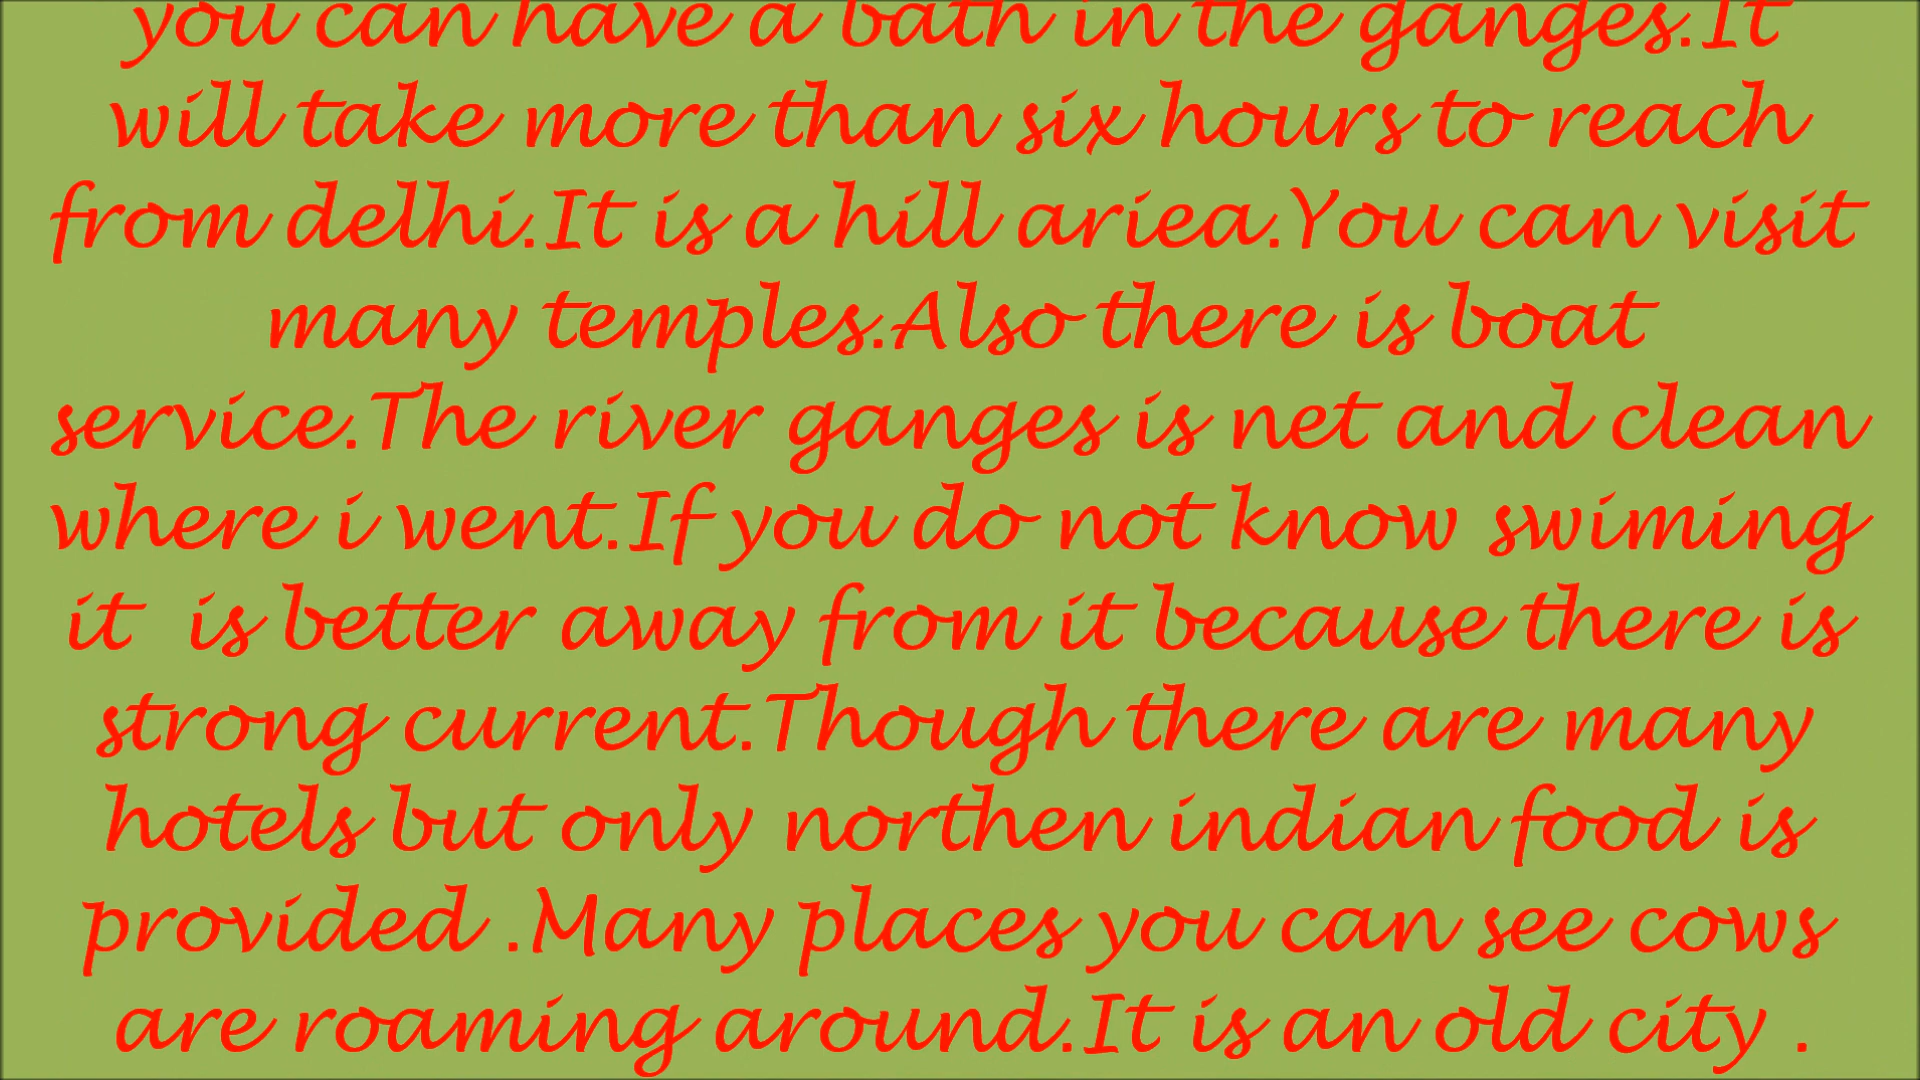 you can have a bath in the ganges.It
will take more than six hours to reach
from delhi.It is a hill ariea.You can visit
many temples.Also there is boat
service.The river ganges is net and clean
where i went.If you do not know swiming
it  is better away from it because there is
strong current.Though there are many
hotels but only northen indian food is
provided .Many places you can see cows
are roaming around.It is an old city .